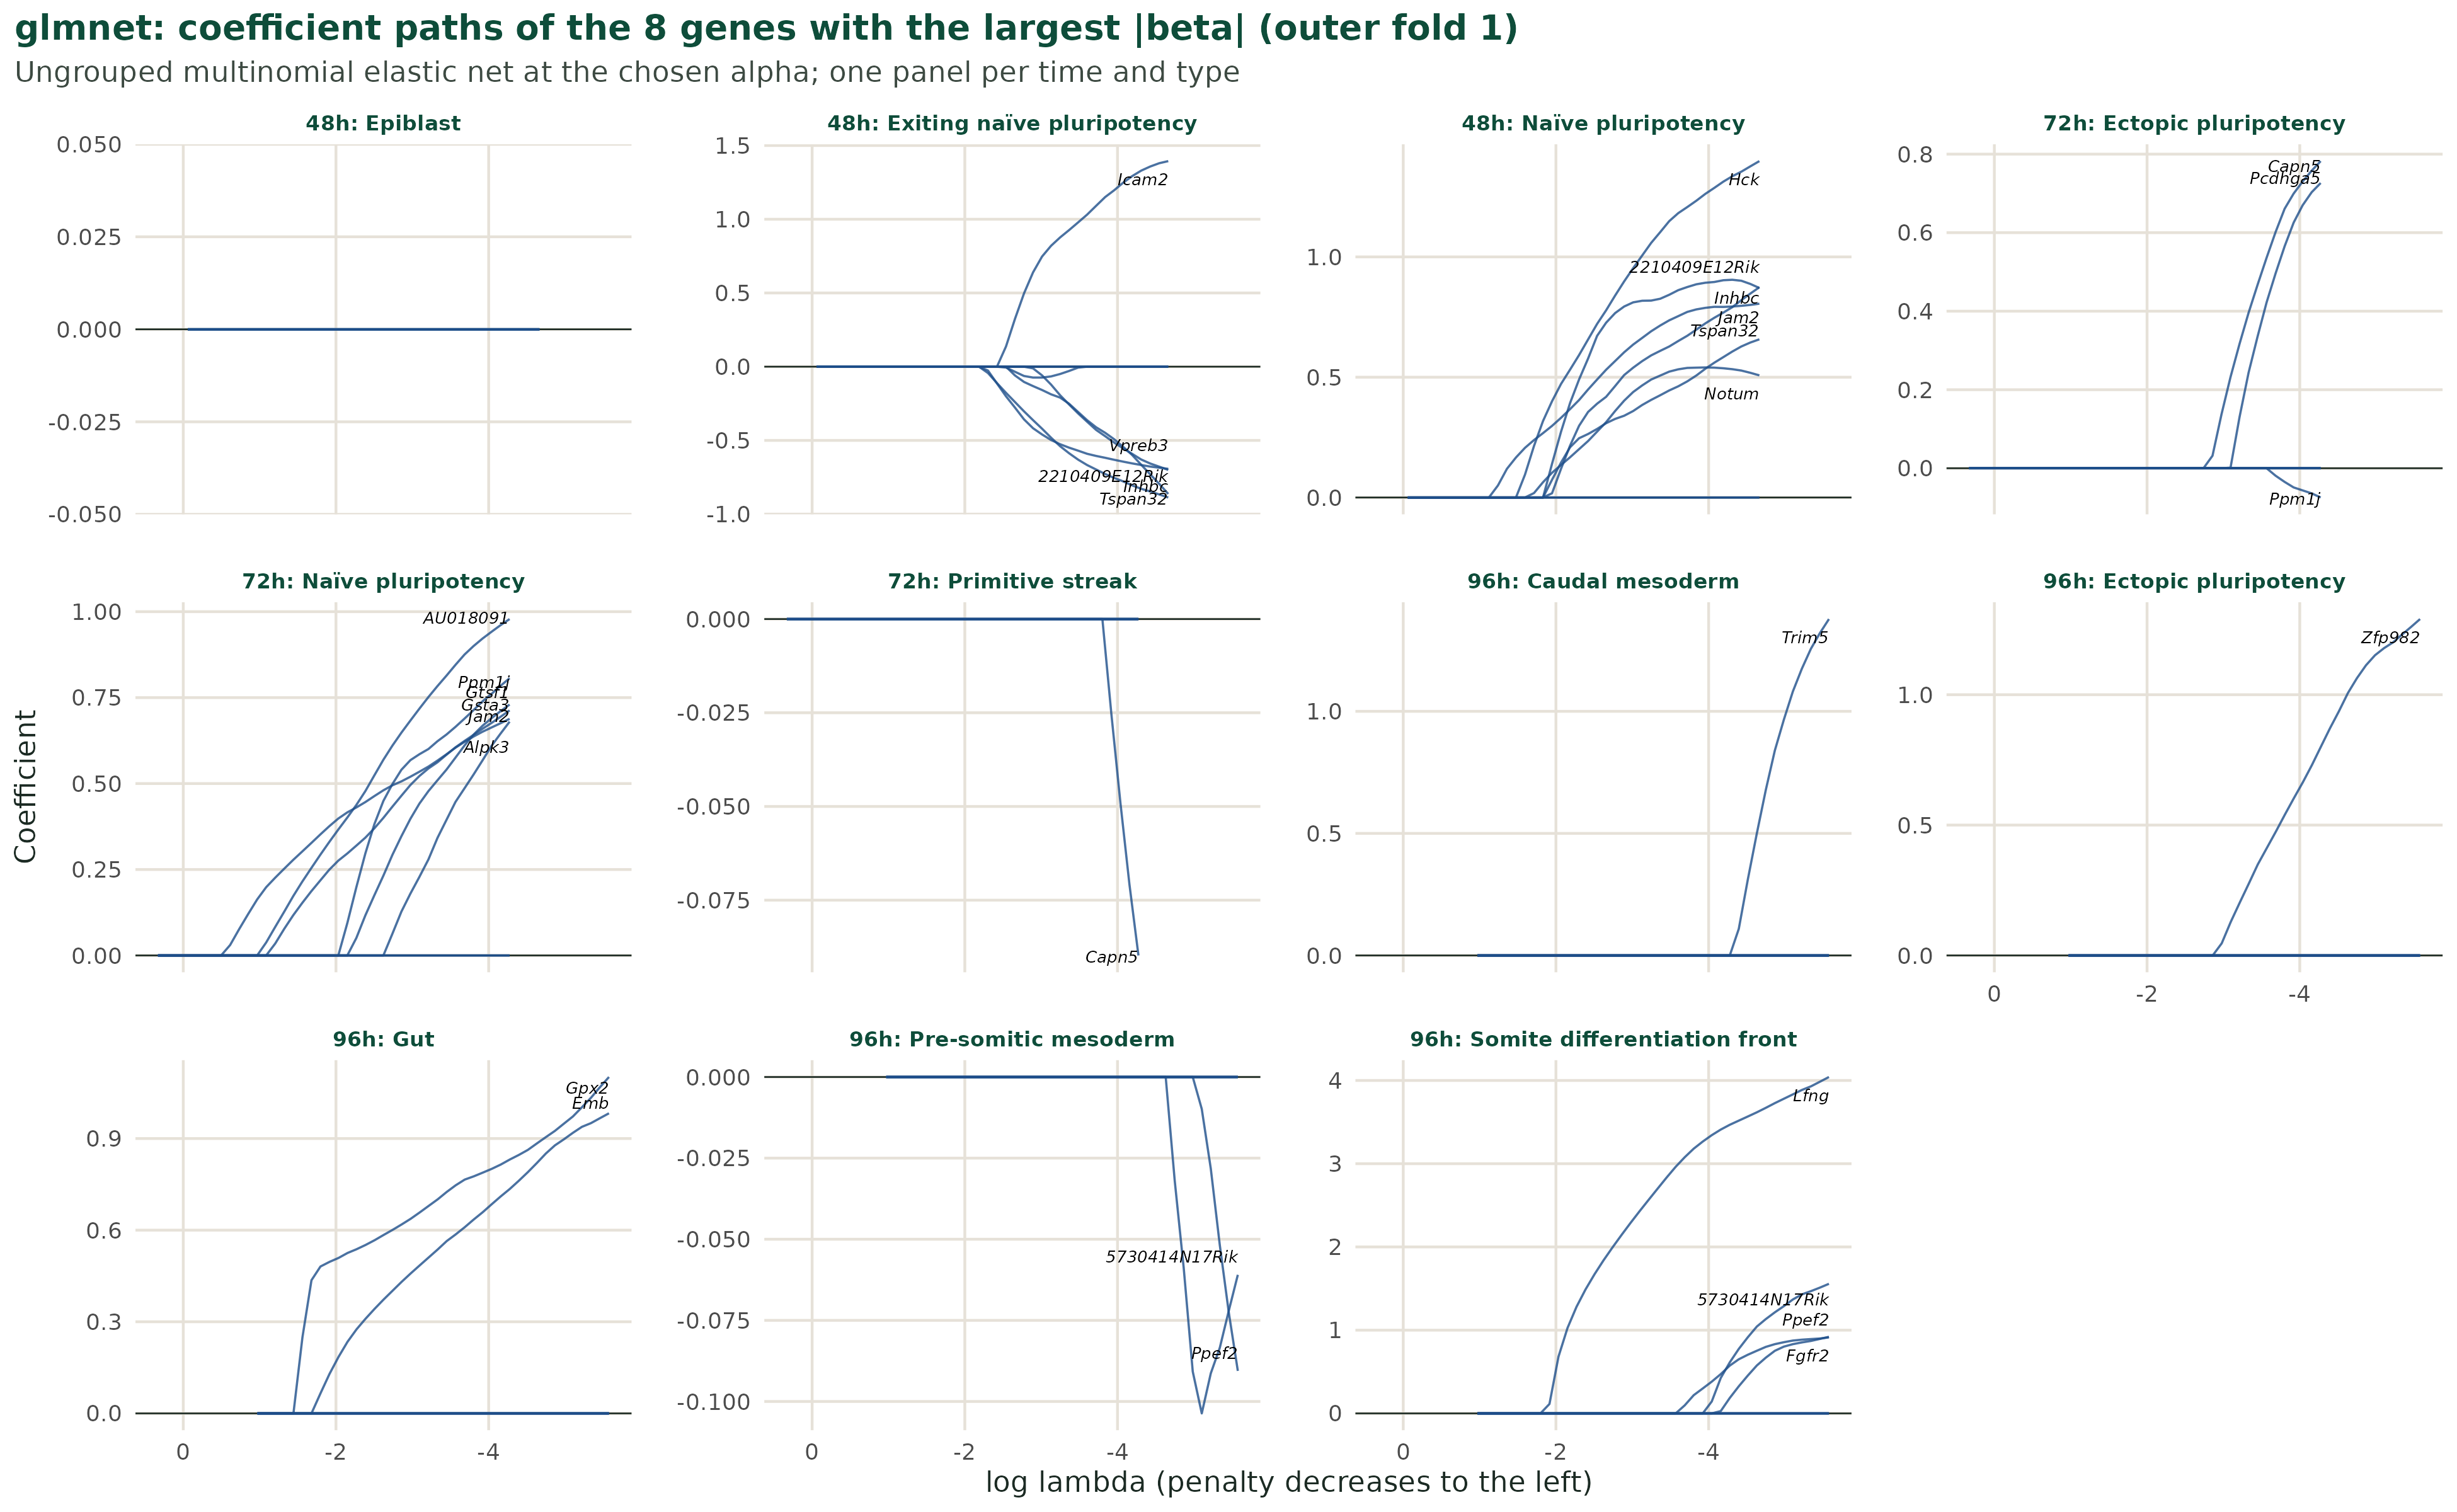 glmnet: coefficient paths of the 8 genes with the largest |beta| (outer fold 1)
Ungrouped multinomial elastic net at the chosen alpha; one panel per time and type
48h: Epiblast
0.050
0.025
0.000
-0.025
-0.050
48h: Exiting naïve pluripotency
1.5
1.0
0.5
0.0
-0.5
-1.0
Icam2
Vpreb3
2210409E12Rik
Inhbc
Tspan32
48h: Naïve pluripotency
1.0
0.5
0.0
Hck
2210409E12Rik
Inhbc
Jam2
Tspan32
Notum
72h: Ectopic pluripotency
0.8
0.6
0.4
0.2
0.0
Capn5
Pcdhga5
Ppm1j
Coefficient
72h: Naïve pluripotency
1.00
0.75
0.50
0.25
0.00
AU018091
Ppm1j
Gtsf1
Gsta3
Jam2
Alpk3
72h: Primitive streak
0.000
-0.025
-0.050
-0.075
Capn5
96h: Caudal mesoderm
1.0
0.5
0.0
Trim5
96h: Ectopic pluripotency
1.0
0.5
0.0
Zfp982
0 -2 -4
96h: Gut
0.9
0.6
0.3
0.0
Gpx2
Emb
0 -2 -4
96h: Pre-somitic mesoderm
0.000
-0.025
-0.050
-0.075
-0.100
5730414N17Rik
Ppef2
0 -2 -4
96h: Somite differentiation front
4
3
2
1
0
Lfng
5730414N17Rik
Ppef2
Fgfr2
0 -2 -4
log lambda (penalty decreases to the left)